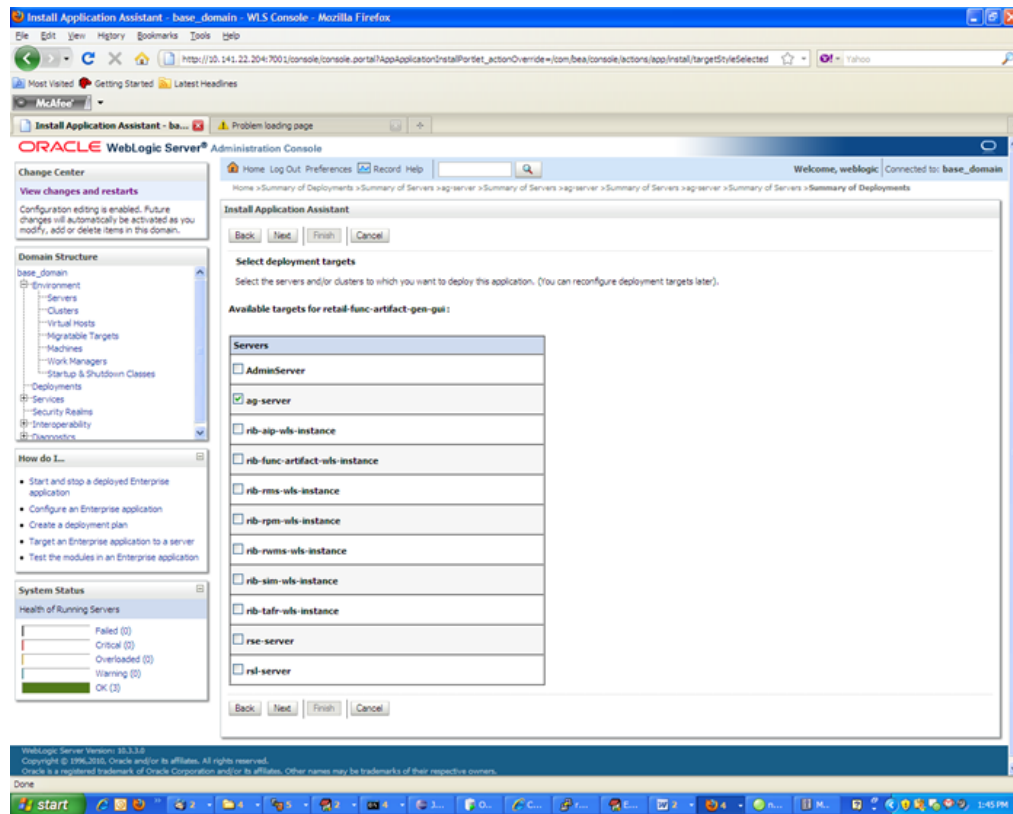 Install Application Assistant - base_domain - WLS Console - Mozilla Firefox
File Edit View History Bookmarks Tools Help
http://10.141.22.204:7001/console/console.portal?AppApplicationInstallPortlet_actionOverride=/com/bea/console/actions/app/install/targetStyleSelected
Yahoo
Most Visited Getting Started Latest Headlines
McAfee
Install Application Assistant - ba... Problem loading page
ORACLE WebLogic Server® Administration Console
Change Center
View changes and restarts
Configuration editing is enabled. Future
changes will automatically be activated as you
modify, add or delete items in this domain.
Domain Structure
base_domain
Environment
Servers
Clusters
Virtual Hosts
Migratable Targets
Machines
Work Managers
Startup & Shutdown Classes
Deployments
Services
Security Realms
Interoperability
Diagnostics
How do I...
Start and stop a deployed Enterprise
application
Configure an Enterprise application
Create a deployment plan
Target an Enterprise application to a server
Test the modules in an Enterprise application
System Status
Health of Running Servers
Failed (0)
Critical (0)
Overloaded (0)
Warning (0)
OK (3)
Home Log Out Preferences Record Help
Welcome, weblogic Connected to: base_domain
Home >Summary of Deployments >Summary of Servers >ag-server >Summary of Servers >ag-server >Summary of Servers >ag-server >Summary of Servers >Summary of Deployments
Install Application Assistant
Back Next Finish Cancel
Select deployment targets
Select the servers and/or clusters to which you want to deploy this application. (You can reconfigure deployment targets later).
Available targets for retail-func-artifact-gen-gui :
Servers
AdminServer
ag-server
rib-aip-wls-instance
rib-func-artifact-wls-instance
rib-rms-wls-instance
rib-rpm-wls-instance
rib-rwms-wls-instance
rib-sim-wls-instance
rib-tafr-wls-instance
rse-server
rsl-server
Back Next Finish Cancel
WebLogic Server Version: 10.3.3.0
Copyright © 1996,2010, Oracle and/or its affiliates. All rights reserved.
Oracle is a registered trademark of Oracle Corporation and/or its affiliates. Other names may be trademarks of their respective owners.
Done
start 2 4 5 2 4 J... O... C... r... E... 2 4 n... M... 1:45 PM